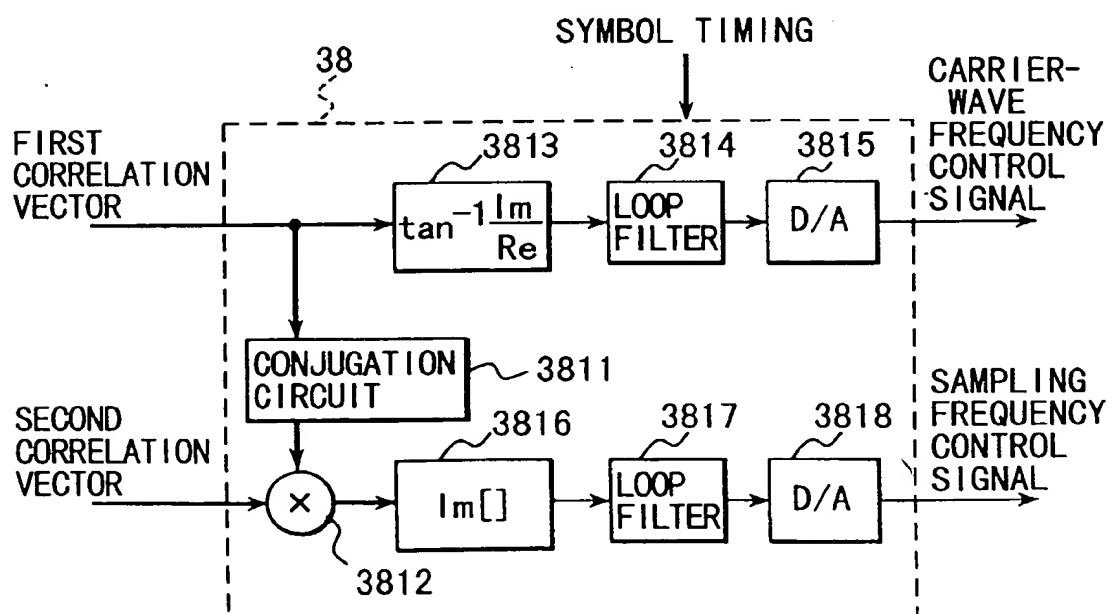 SYMBOL TIMING
38
CARRIER-
WAVE
FREQUENCY
CONTROL
SIGNAL
FIRST
CORRELATION
VECTOR
3813
3814
3815
tan⁻¹ Im
Re
LOOP
FILTER
D/A
CONJUGATION
CIRCUIT
3811
SECOND
CORRELATION
VECTOR
3816
3817
3818
SAMPLING
FREQUENCY
CONTROL
SIGNAL
×
Im[]
LOOP
FILTER
D/A
3812